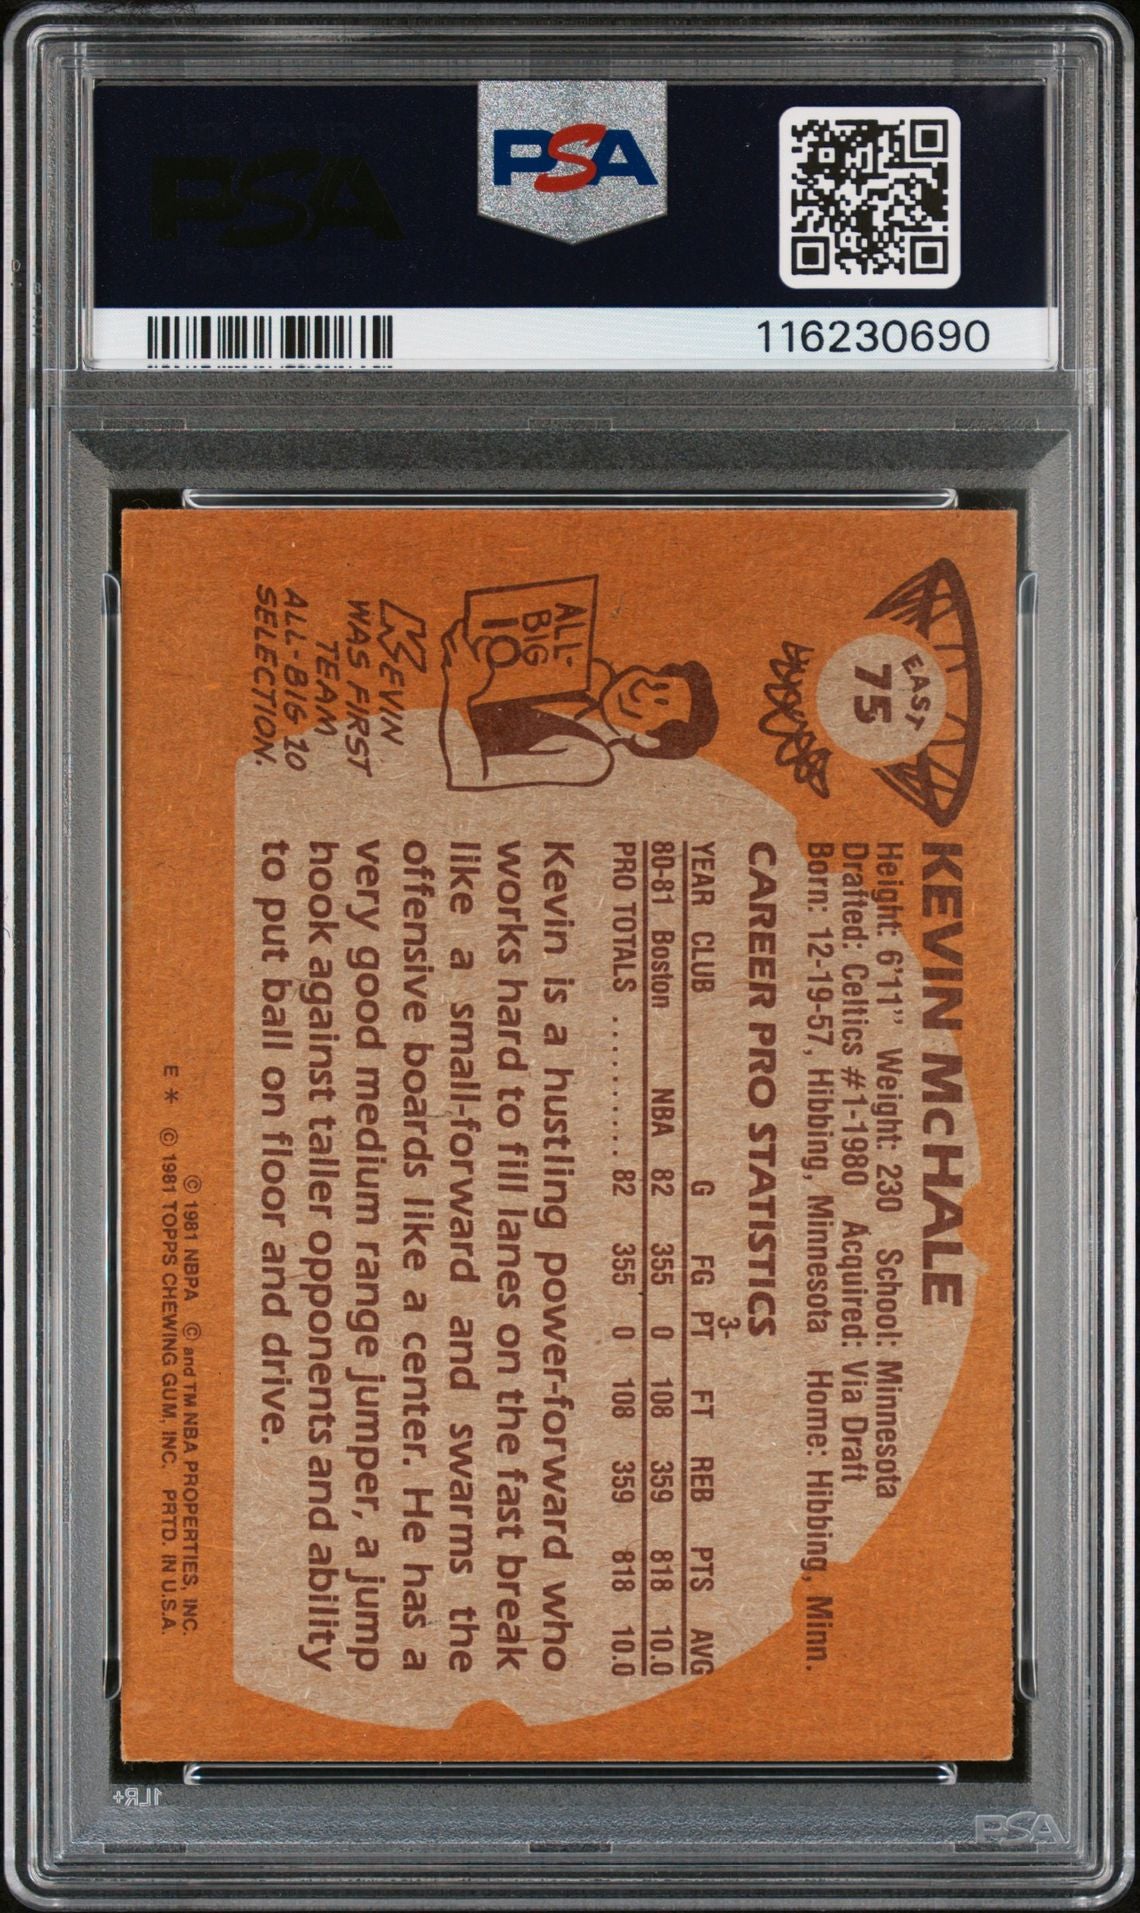 PSA
PSA
116230690
EAST
75
KEVIN McHALE
Height: 6'11" Weight: 230 School: Minnesota
Drafted: Celtics #1-1980 Acquired: Via Draft
Born: 12-19-57, Hibbing, Minnesota Home: Hibbing, Minn.
CAREER PRO STATISTICS
YEAR CLUB G FG 3-PT FT REB PTS AVG
80-81 Boston NBA 82 355 0 108 359 818 10.0
PRO TOTALS .......... 82 355 0 108 359 818 10.0
Kevin is a hustling power-forward who
works hard to fill lanes on the fast break
like a small-forward and swarms the
offensive boards like a center. He has a
very good medium range jumper, a jump
hook against taller opponents and ability
to put ball on floor and drive.
ALL-
BIG
10
KEVIN
WAS FIRST
TEAM
ALL-BIG 10
SELECTION.
© 1981 NBPA © and TM NBA PROPERTIES, INC.
E* © 1981 TOPPS CHEWING GUM, INC. PRTD. IN U.S.A.
1LR+
PSA